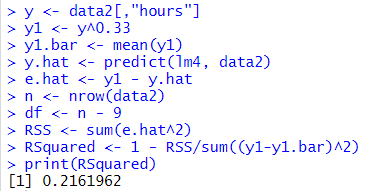 > y <- data2[,"hours"]
> y1 <- y^0.33
> y1.bar <- mean(y1)
> y.hat <- predict(lm4, data2)
> e.hat <- y1 - y.hat
> n <- nrow(data2)
> df <- n - 9
> RSS <- sum(e.hat^2)
> RSquared <- 1 - RSS/sum((y1-y1.bar)^2)
> print(RSquared)
[1] 0.2161962